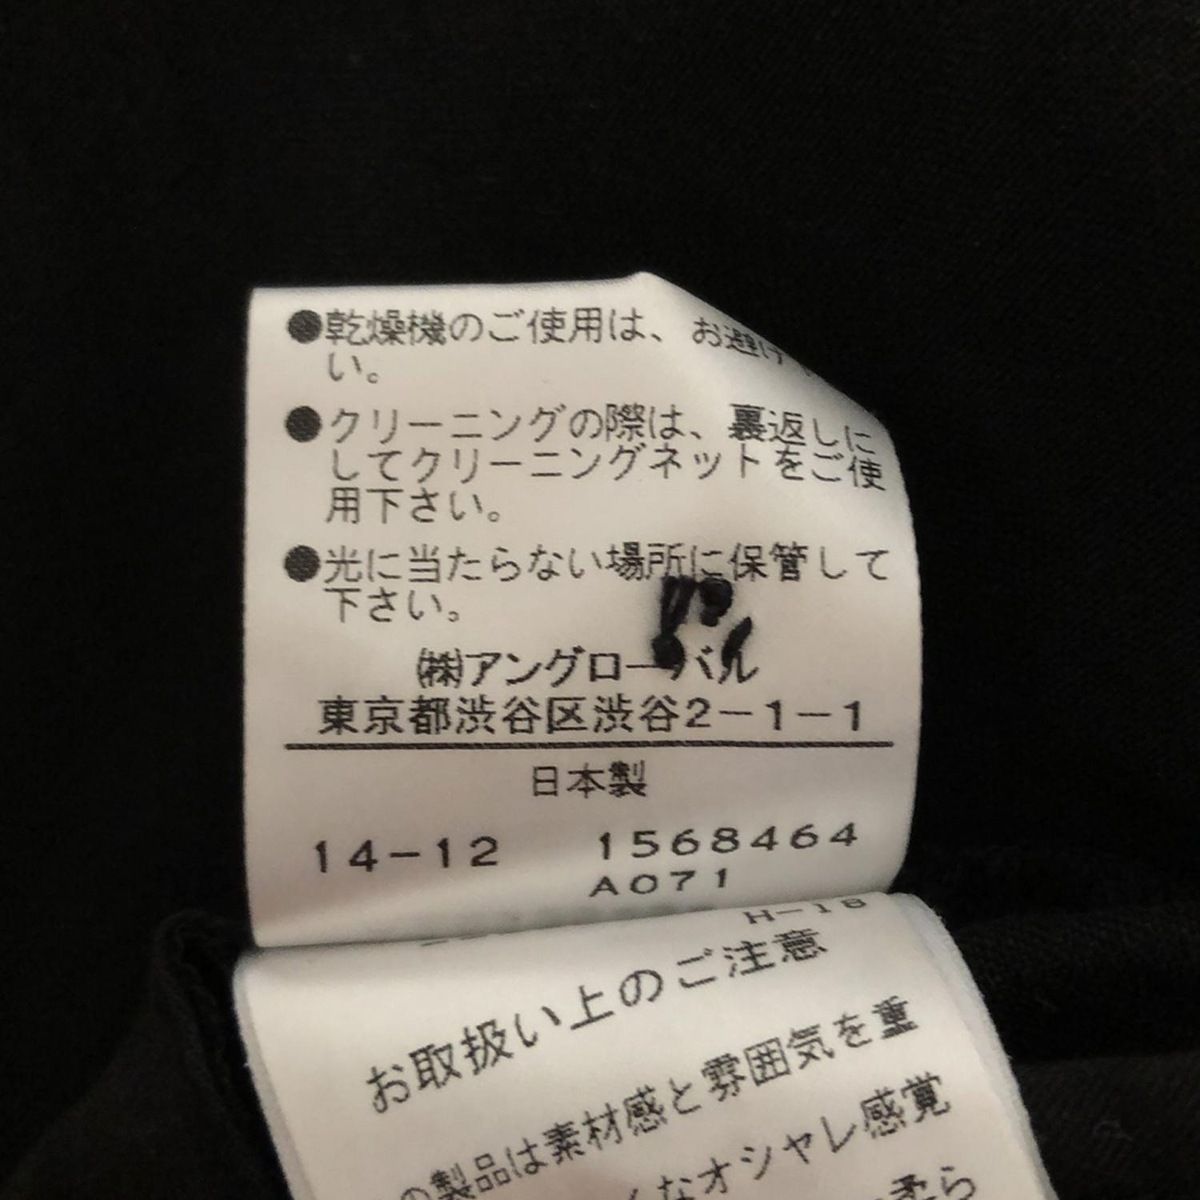 ●乾燥機のご使用は、お避け
い。
●クリーニングの際は、裏返しに
してクリーニングネットをご使
用下さい。
●光に当たらない場所に保管して
下さい。
㈱アングローバル
東京都渋谷区渋谷2-1-1
日本製
14-12 1568464
A071
H-18
お取扱い上のご注意
の製品は素材感と雰囲気を重
なオシャレ感覚
柔ら